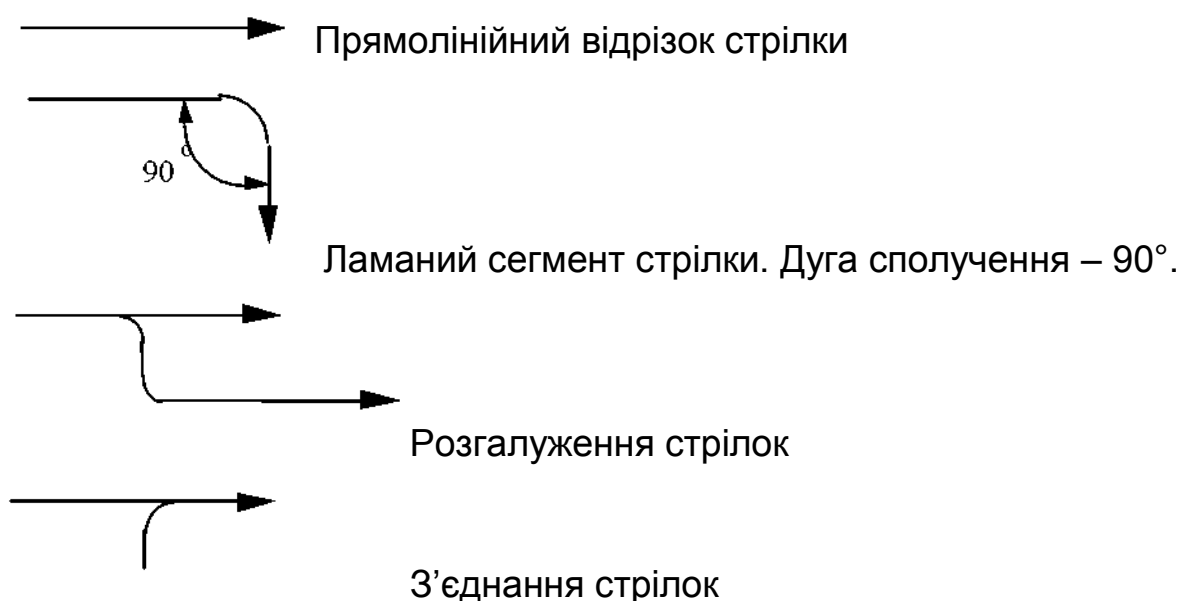 Прямолінійний відрізок стрілки
90°
Ламаний сегмент стрілки. Дуга сполучення – 90°.
Розгалуження стрілок
З’єднання стрілок